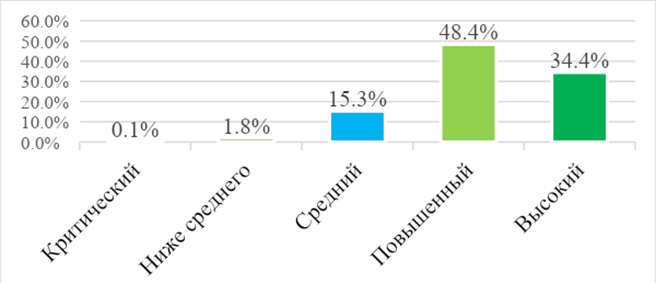 60.0%
50.0%
40.0%
30.0%
20.0%
10.0%
0.0%
0.1%
1.8%
15.3%
48.4%
34.4%
Критический
Ниже среднего
Средний
Повышенный
Высокий